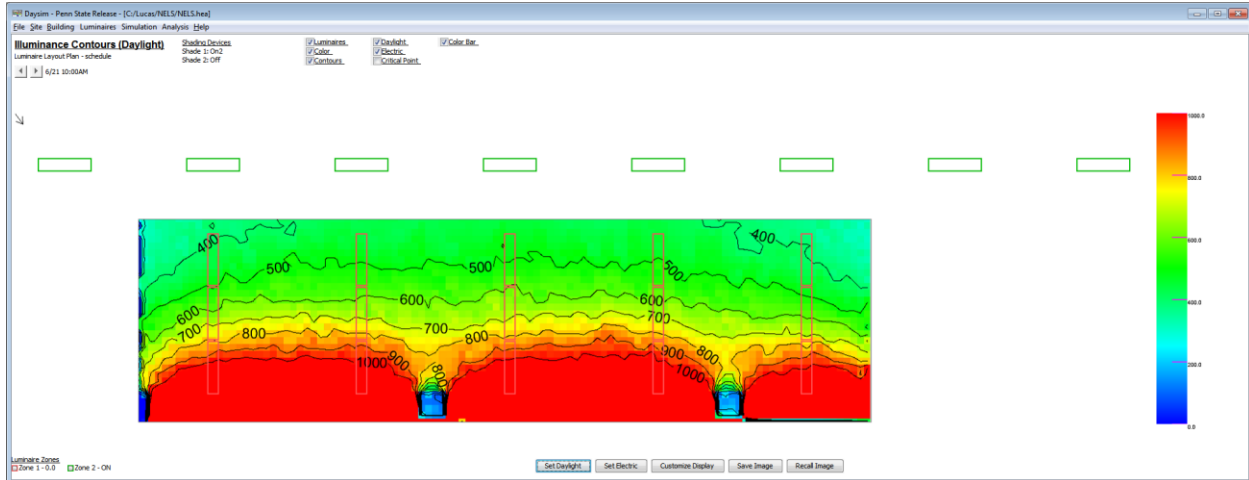 Daysim - Penn State Release - [C:/Lucas/NELS/NELS.hea]
File Site Building Luminaires Simulation Analysis Help
Illuminance Contours (Daylight)
Luminaire Layout Plan - schedule
6/21 10:00AM
Shading Devices
Shade 1: On2
Shade 2: Off
Luminaires Daylight Color Bar
Color Electric
Contours Critical Point
1000.0
800.0
600.0
400.0
200.0
0.0
400 400
500 500 500
600 600 600
700 700 700
800 800 800
900 900 800
1000 1000
800
Luminaire Zones
Zone 1 - 0.0 Zone 2 - ON
Set Daylight Set Electric Customize Display Save Image Recall Image